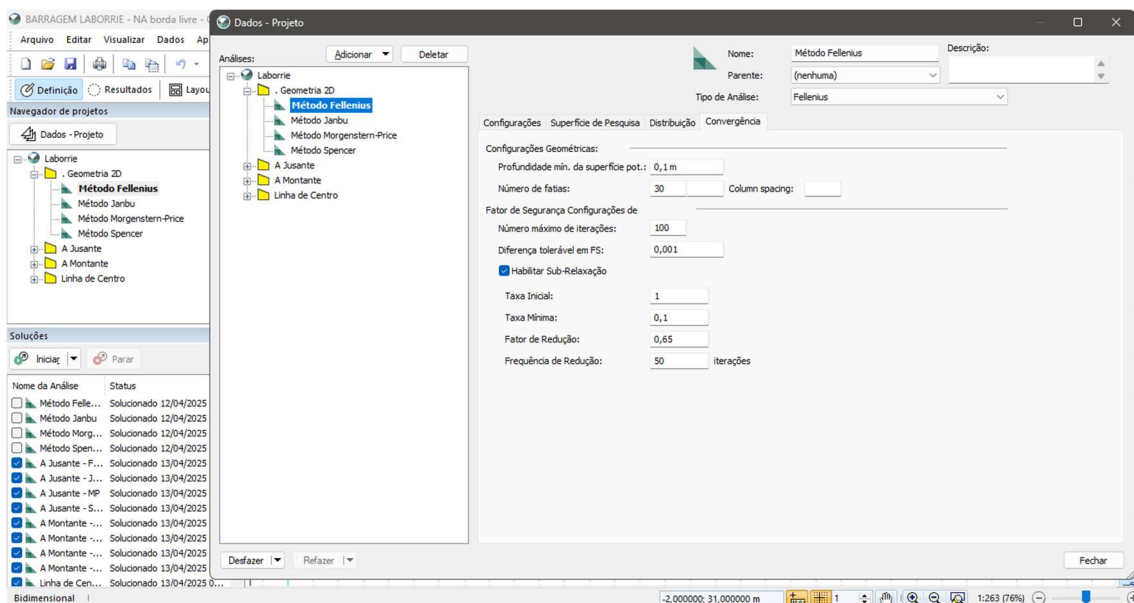 BARRAGEM LABORRIE - NA borda livre -
Arquivo Editar Visualizar Dados Ap
Definição Resultados Layou
Navegador de projetos
Dados - Projeto
Laborrie
. Geometria 2D
Método Fellenius
Método Janbu
Método Morgenstern-Price
Método Spencer
A Jusante
A Montante
Linha de Centro
Soluções
Iniciar Parar
Nome da Análise Status
Método Felle... Solucionado 12/04/2025
Método Janbu Solucionado 12/04/2025
Método Morg... Solucionado 12/04/2025
Método Spen... Solucionado 12/04/2025
A Jusante - F... Solucionado 13/04/2025
A Jusante - J... Solucionado 13/04/2025
A Jusante - MP Solucionado 13/04/2025
A Jusante - S... Solucionado 13/04/2025
A Montante -... Solucionado 13/04/2025
A Montante -... Solucionado 13/04/2025
A Montante -... Solucionado 13/04/2025
A Montante -... Solucionado 13/04/2025
Linha de Cen... Solucionado 13/04/2025 0...
Dados - Projeto
Análises: Adicionar Deletar
Laborrie
. Geometria 2D
Método Fellenius
Método Janbu
Método Morgenstern-Price
Método Spencer
A Jusante
A Montante
Linha de Centro
Nome: Método Fellenius Descrição:
Parente: (nenhuma)
Tipo de Análise: Fellenius
Configurações Superfície de Pesquisa Distribuição Convergência
Configurações Geométricas:
Profundidade mín. da superfície pot.: 0,1 m
Número de fatias: 30 Column spacing:
Fator de Segurança Configurações de
Número máximo de iterações: 100
Diferença tolerável em FS: 0,001
Habilitar Sub-Relaxação
Taxa Inicial: 1
Taxa Mínima: 0,1
Fator de Redução: 0,65
Frequência de Redução: 50 iterações
Desfazer Refazer Fechar
Bidimensional -2,000000; 31,000000 m 1 1:263 (76%)